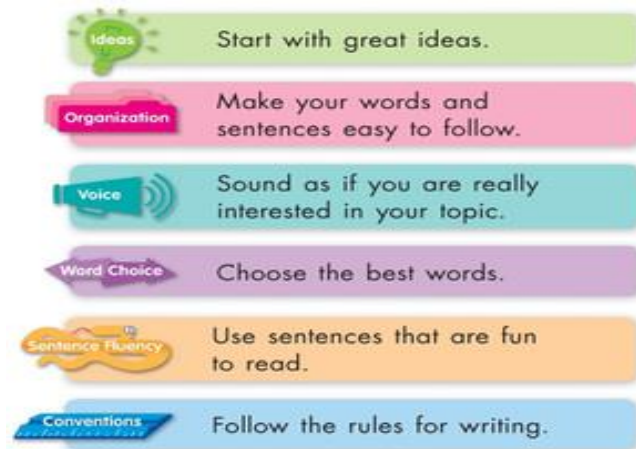 Ideas
Start with great ideas.
Organization
Make your words and
sentences easy to follow.
Voice
Sound as if you are really
interested in your topic.
Word Choice
Choose the best words.
Sentence Fluency
Use sentences that are fun
to read.
Conventions
Follow the rules for writing.